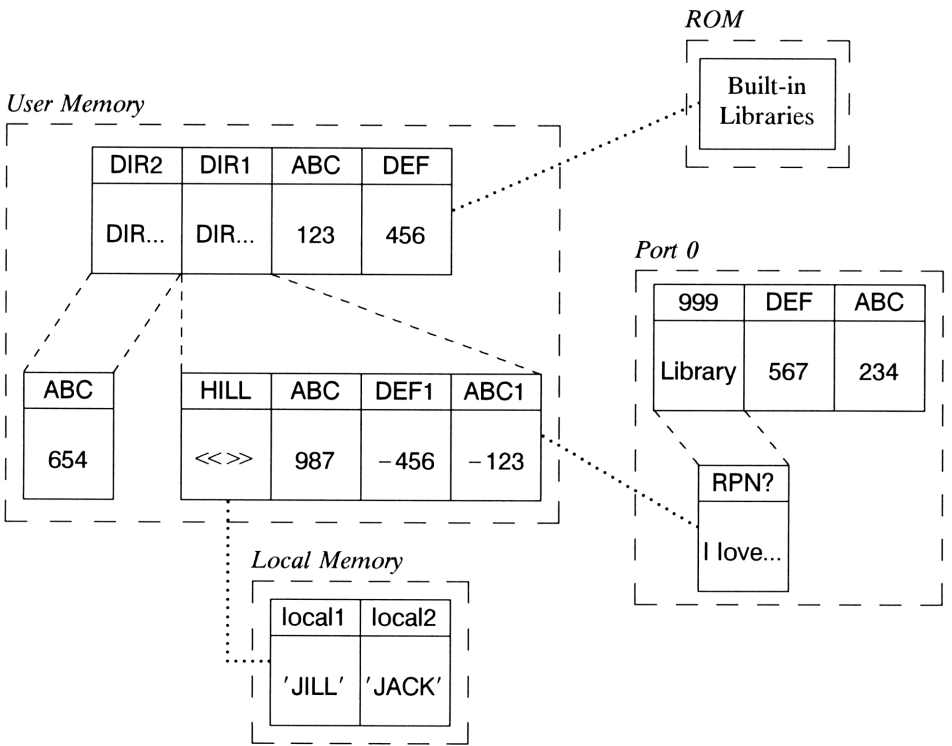 ROM
Built-in
Libraries
User Memory
DIR2 DIR1 ABC DEF
DIR... DIR... 123 456
Port 0
999 DEF ABC
Library 567 234
ABC
654
HILL ABC DEF1 ABC1
<<>> 987 -456 -123
RPN?
I love...
Local Memory
local1 local2
'JILL' 'JACK'